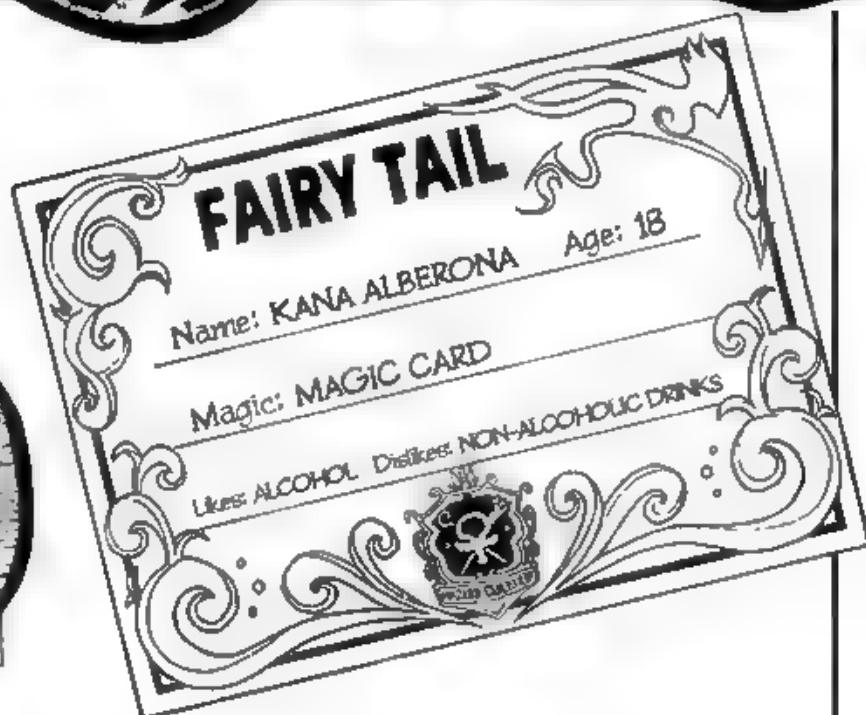 FAIRY TAIL
Name: KANA ALBERONA Age: 18
Magic: MAGIC CARD
Likes: ALCOHOL Dislikes: NON-ALCOHOLIC DRINKS